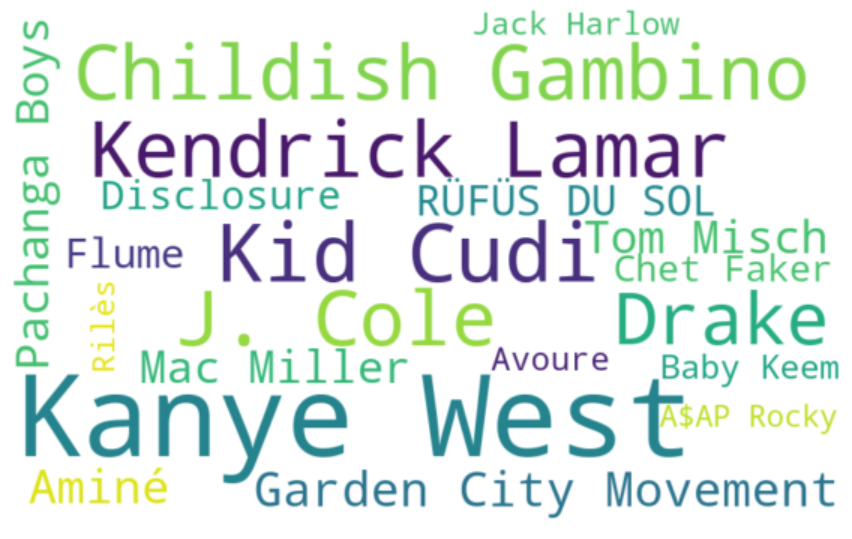 Jack Harlow
Pachanga Boys
Childish Gambino
Kendrick Lamar
Disclosure
RÜFÜS DU SOL
Flume
Kid Cudi
Tom Misch
Chet Faker
Rilès
J. Cole
Drake
Mac Miller
Avoure
Baby Keem
Kanye West
A$AP Rocky
Aminé
Garden City Movement